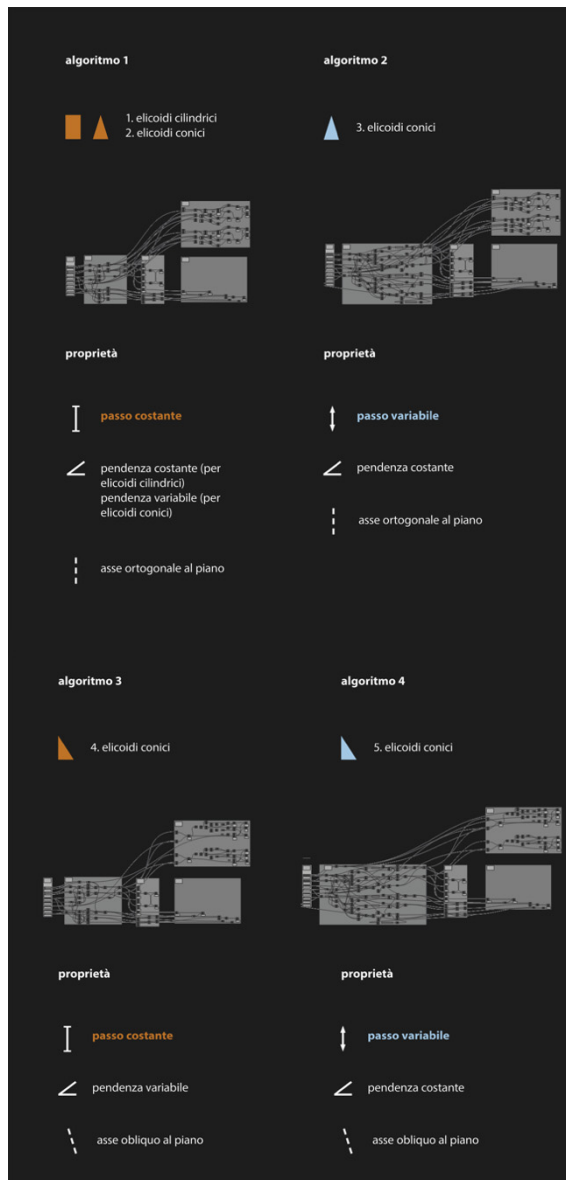 algoritmo 1
1. elicoidi cilindrici
2. elicoidi conici
proprietà
passo costante
pendenza costante (per
elicoidi cilindrici)
pendenza variabile (per
elicoidi conici)
asse ortogonale al piano
algoritmo 2
3. elicoidi conici
proprietà
passo variabile
pendenza costante
asse ortogonale al piano
algoritmo 3
4. elicoidi conici
proprietà
passo costante
pendenza variabile
asse obliquo al piano
algoritmo 4
5. elicoidi conici
proprietà
passo variabile
pendenza costante
asse obliquo al piano